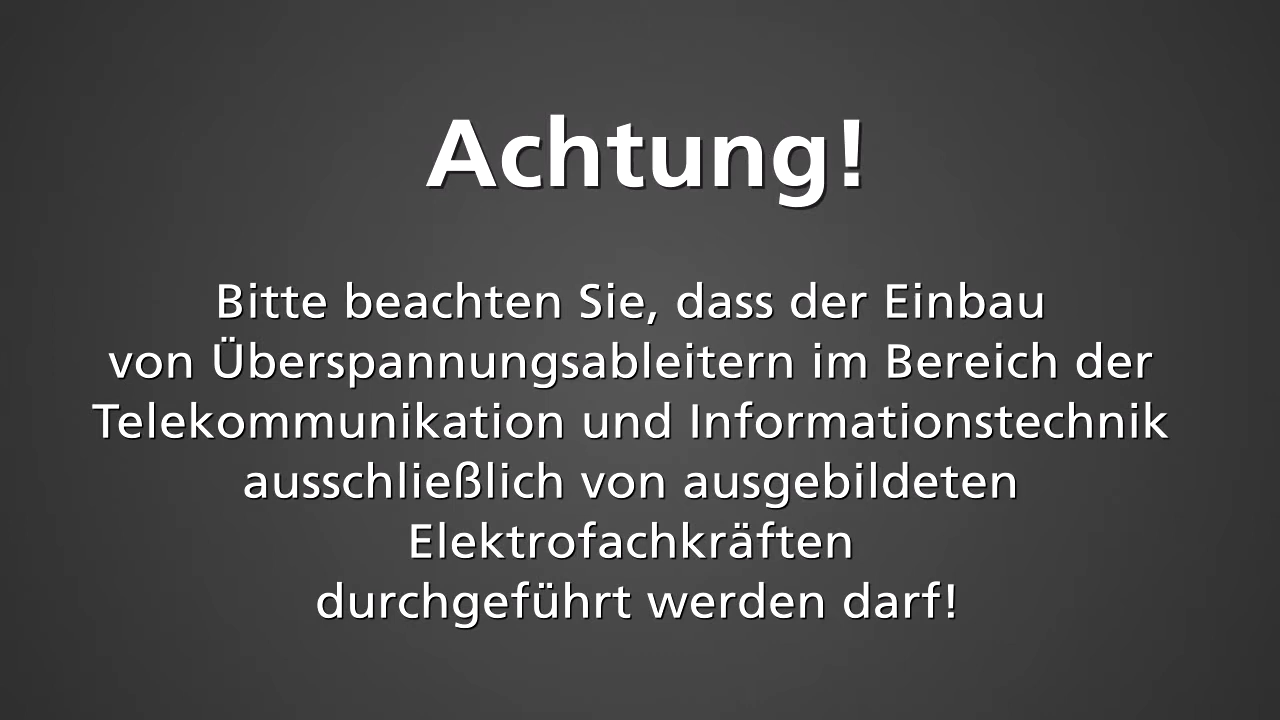 Achtung!
Bitte beachten Sie, dass der Einbau
von Überspannungsableitern im Bereich der
Telekommunikation und Informationstechnik
ausschließlich von ausgebildeten
Elektrofachkräften
durchgeführt werden darf!